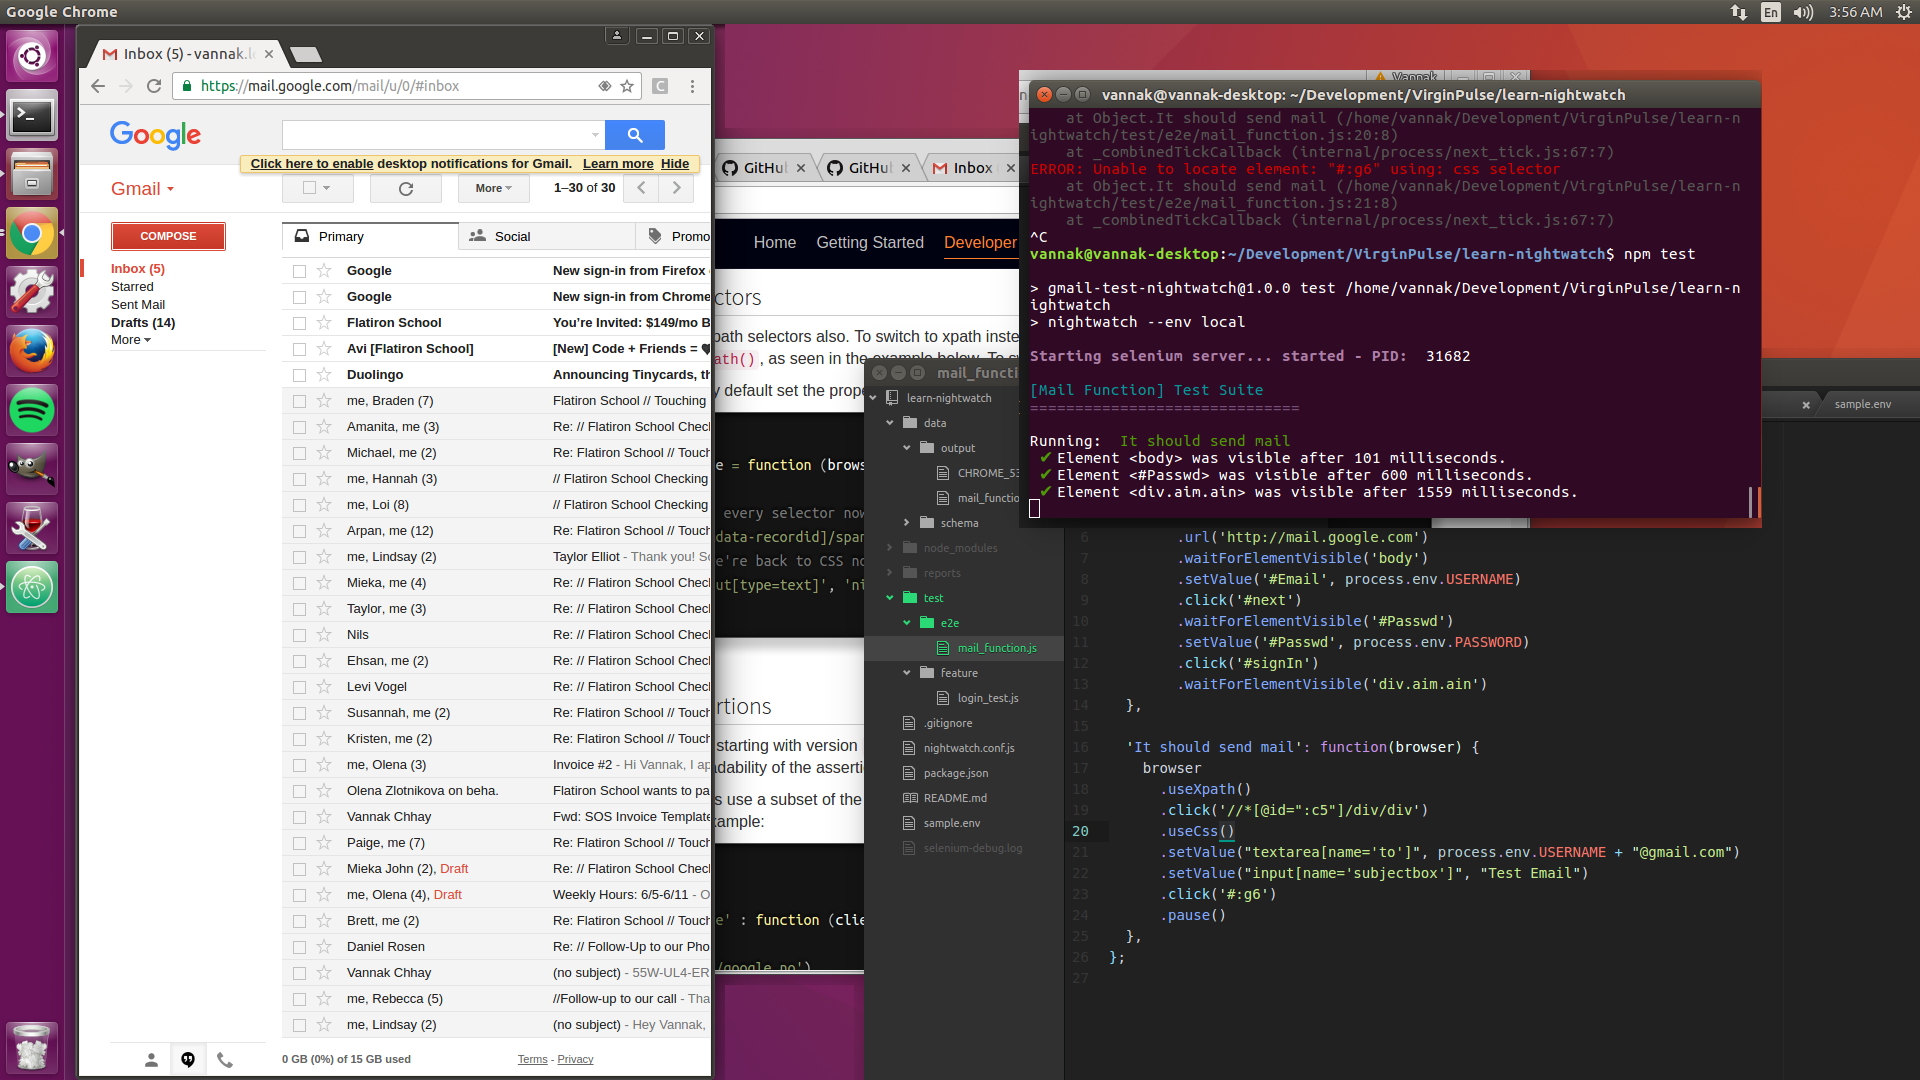 Google Chrome
En
3:56 AM
Inbox (5) - vannak.l
https://mail.google.com/mail/u/0/#inbox
Google
Click here to enable desktop notifications for Gmail. Learn more Hide
Gmail
More
1–30 of 30
COMPOSE
Primary
Social
Promo
Inbox (5)
Starred
Sent Mail
Drafts (14)
More
Google New sign-in from Firefox
Google New sign-in from Chrome
Flatiron School You're Invited: $149/mo B
Avi [Flatiron School] [New] Code + Friends = ♥
Duolingo Announcing Tinycards, th
me, Braden (7) Flatiron School // Touching
Amanita, me (3) Re: // Flatiron School Chec
Michael, me (2) Re: Flatiron School // Touch
me, Hannah (3) // Flatiron School Checking
me, Loi (8) // Flatiron School Checking
Arpan, me (12) Re: Flatiron School // Touch
me, Lindsay (2) Taylor Elliot - Thank you! So
Mieka, me (4) Re: // Flatiron School Chec
Taylor, me (3) Re: // Flatiron School Chec
Nils Re: // Flatiron School Chec
Ehsan, me (2) Re: // Flatiron School Chec
Levi Vogel Re: // Flatiron School Chec
Susannah, me (2) Re: Flatiron School // Touch
Kristen, me (2) Re: Flatiron School // Touch
me, Olena (3) Invoice #2 - Hi Vannak, I ap
Olena Zlotnikova on beha. Flatiron School wants to pa
Vannak Chhay Fwd: SOS Invoice Template
Paige, me (7) Re: Flatiron School // Touch
Mieka John (2), Draft Re: // Flatiron School Chec
me, Olena (4), Draft Weekly Hours: 6/5-6/11 - O
Brett, me (2) Re: Flatiron School // Touch
Daniel Rosen Re: // Follow-Up to our Pho
Vannak Chhay (no subject) - 55W-UL4-ER
me, Rebecca (5) //Follow-up to our call - Tha
me, Lindsay (2) (no subject) - Hey Vannak,
0 GB (0%) of 15 GB used
Terms - Privacy
GitHub
GitHub
Inbox
Home Getting Started Developer
ctors
path selectors also. To switch to xpath inste
ath(), as seen in the example below. To sw
y default set the prope
e = function (brows
every selector now
data-recordid]/span
e're back to CSS no
ut[type=text]', 'ni
rtions
starting with version
adability of the asserti
s use a subset of the
xample:
e' : function (clie
/google.no')
Vannak
vannak@vannak-desktop: ~/Development/VirginPulse/learn-nightwatch
at Object.It should send mail (/home/vannak/Development/VirginPulse/learn-n
ightwatch/test/e2e/mail_function.js:20:8)
at _combinedTickCallback (internal/process/next_tick.js:67:7)
ERROR: Unable to locate element: "#:g6" using: css selector
at Object.It should send mail (/home/vannak/Development/VirginPulse/learn-n
ightwatch/test/e2e/mail_function.js:21:8)
at _combinedTickCallback (internal/process/next_tick.js:67:7)
^C
vannak@vannak-desktop:~/Development/VirginPulse/learn-nightwatch$ npm test
> gmail-test-nightwatch@1.0.0 test /home/vannak/Development/VirginPulse/learn-n
ightwatch
> nightwatch --env local
Starting selenium server... started - PID: 31682
[Mail Function] Test Suite
==============================
Running: It should send mail
✔ Element <body> was visible after 101 milliseconds.
✔ Element <#Passwd> was visible after 600 milliseconds.
✔ Element <div.aim.ain> was visible after 1559 milliseconds.
mail_functi
learn-nightwatch
data
output
CHROME_53
mail_functio
schema
node_modules
reports
test
e2e
mail_function.js
feature
login_test.js
.gitignore
nightwatch.conf.js
package.json
README.md
sample.env
selenium-debug.log
sample.env
6 .url('http://mail.google.com')
7 .waitForElementVisible('body')
8 .setValue('#Email', process.env.USERNAME)
9 .click('#next')
10 .waitForElementVisible('#Passwd')
11 .setValue('#Passwd', process.env.PASSWORD)
12 .click('#signIn')
13 .waitForElementVisible('div.aim.ain')
14 },
15
16 'It should send mail': function(browser) {
17 browser
18 .useXpath()
19 .click('//*[@id=":c5"]/div/div')
20 .useCss()
21 .setValue("textarea[name='to']", process.env.USERNAME + "@gmail.com")
22 .setValue("input[name='subjectbox']", "Test Email")
23 .click('#:g6')
24 .pause()
25 },
26 };
27